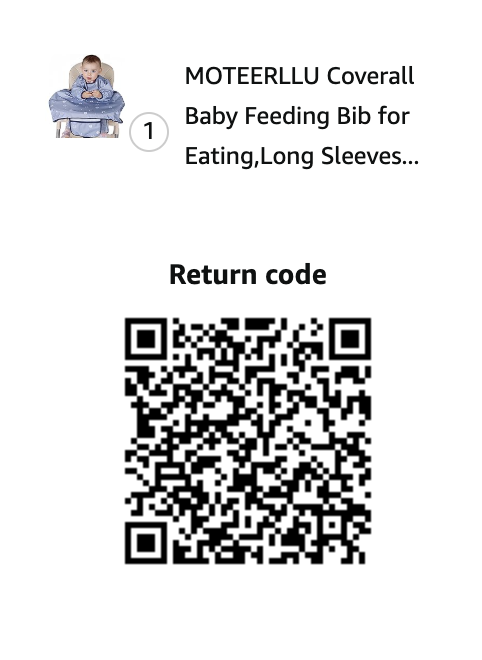 MOTEERLLU Coverall
Baby Feeding Bib for
Eating,Long Sleeves...
1
Return code